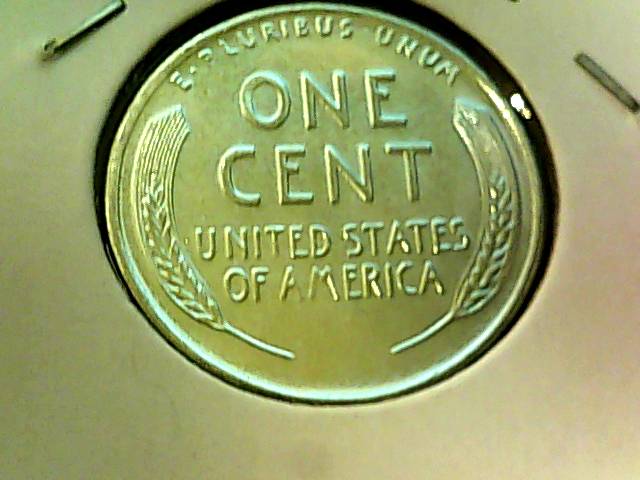 E·PLURIBUS·UNUM
ONE
CENT
UNITED STATES
OF AMERICA